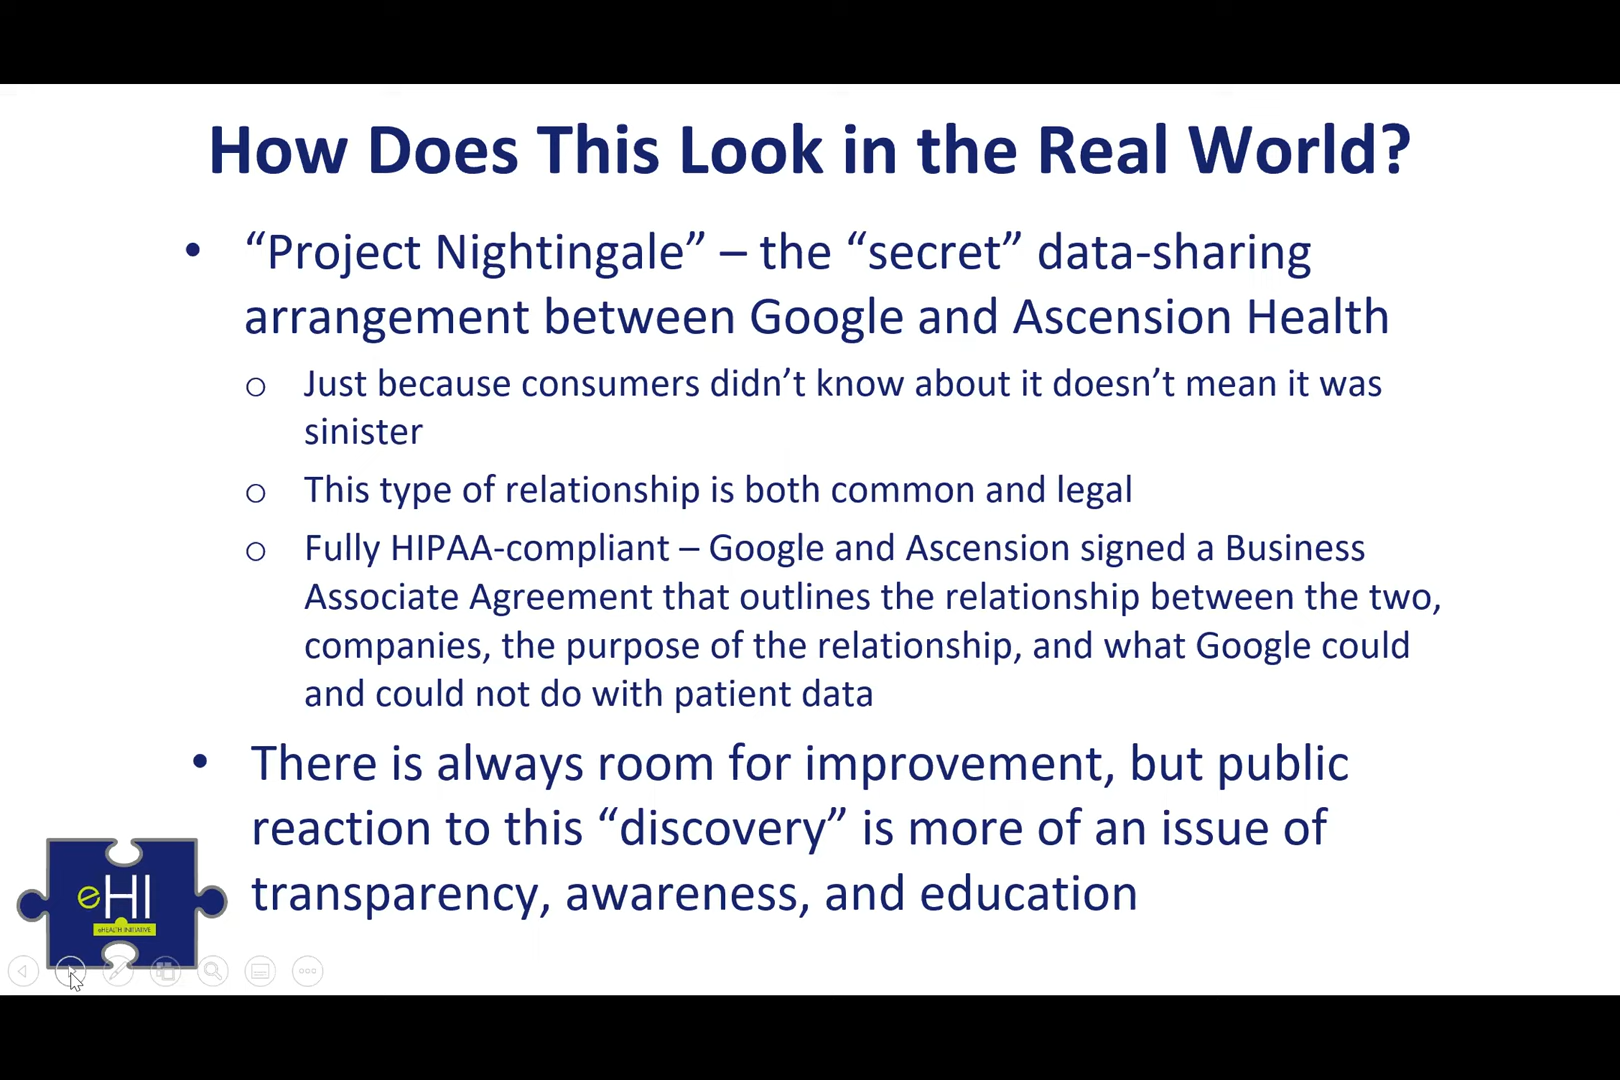 How Does This Look in the Real World?
• “Project Nightingale” – the “secret” data-sharing
arrangement between Google and Ascension Health
o Just because consumers didn’t know about it doesn’t mean it was
sinister
o This type of relationship is both common and legal
o Fully HIPAA-compliant – Google and Ascension signed a Business
Associate Agreement that outlines the relationship between the two,
companies, the purpose of the relationship, and what Google could
and could not do with patient data
• There is always room for improvement, but public
reaction to this “discovery” is more of an issue of
transparency, awareness, and education
eHI
eHEALTH INITIATIVE